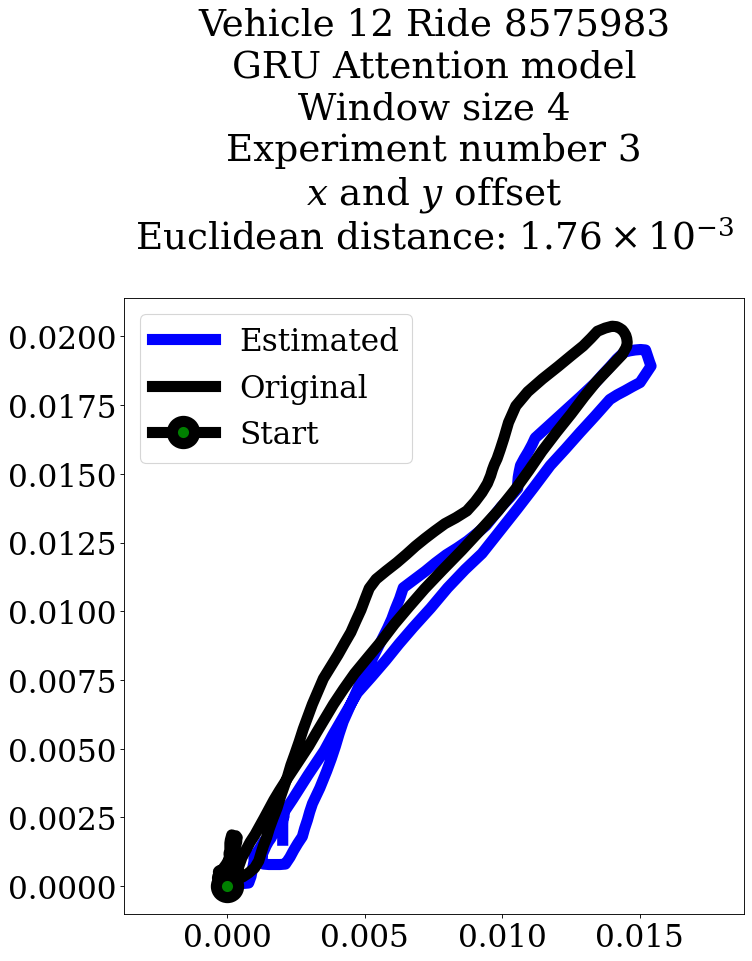 Vehicle 12 Ride 8575983
GRU Attention model
Window size 4
Experiment number 3
x and y offset
Euclidean distance: 1.76 × 10⁻³
Estimated
Original
Start
0.0200
0.0175
0.0150
0.0125
0.0100
0.0075
0.0050
0.0025
0.0000
0.000 0.005 0.010 0.015